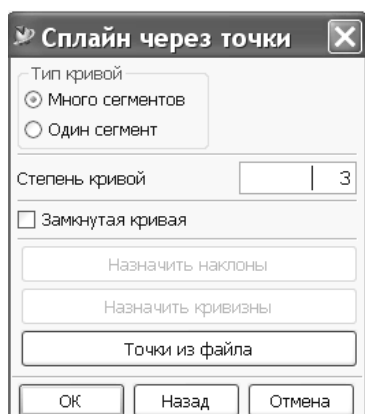 Сплайн через точки
Тип кривой
Много сегментов
Один сегмент
Степень кривой 3
Замкнутая кривая
Назначить наклоны
Назначить кривизны
Точки из файла
ОК Назад Отмена